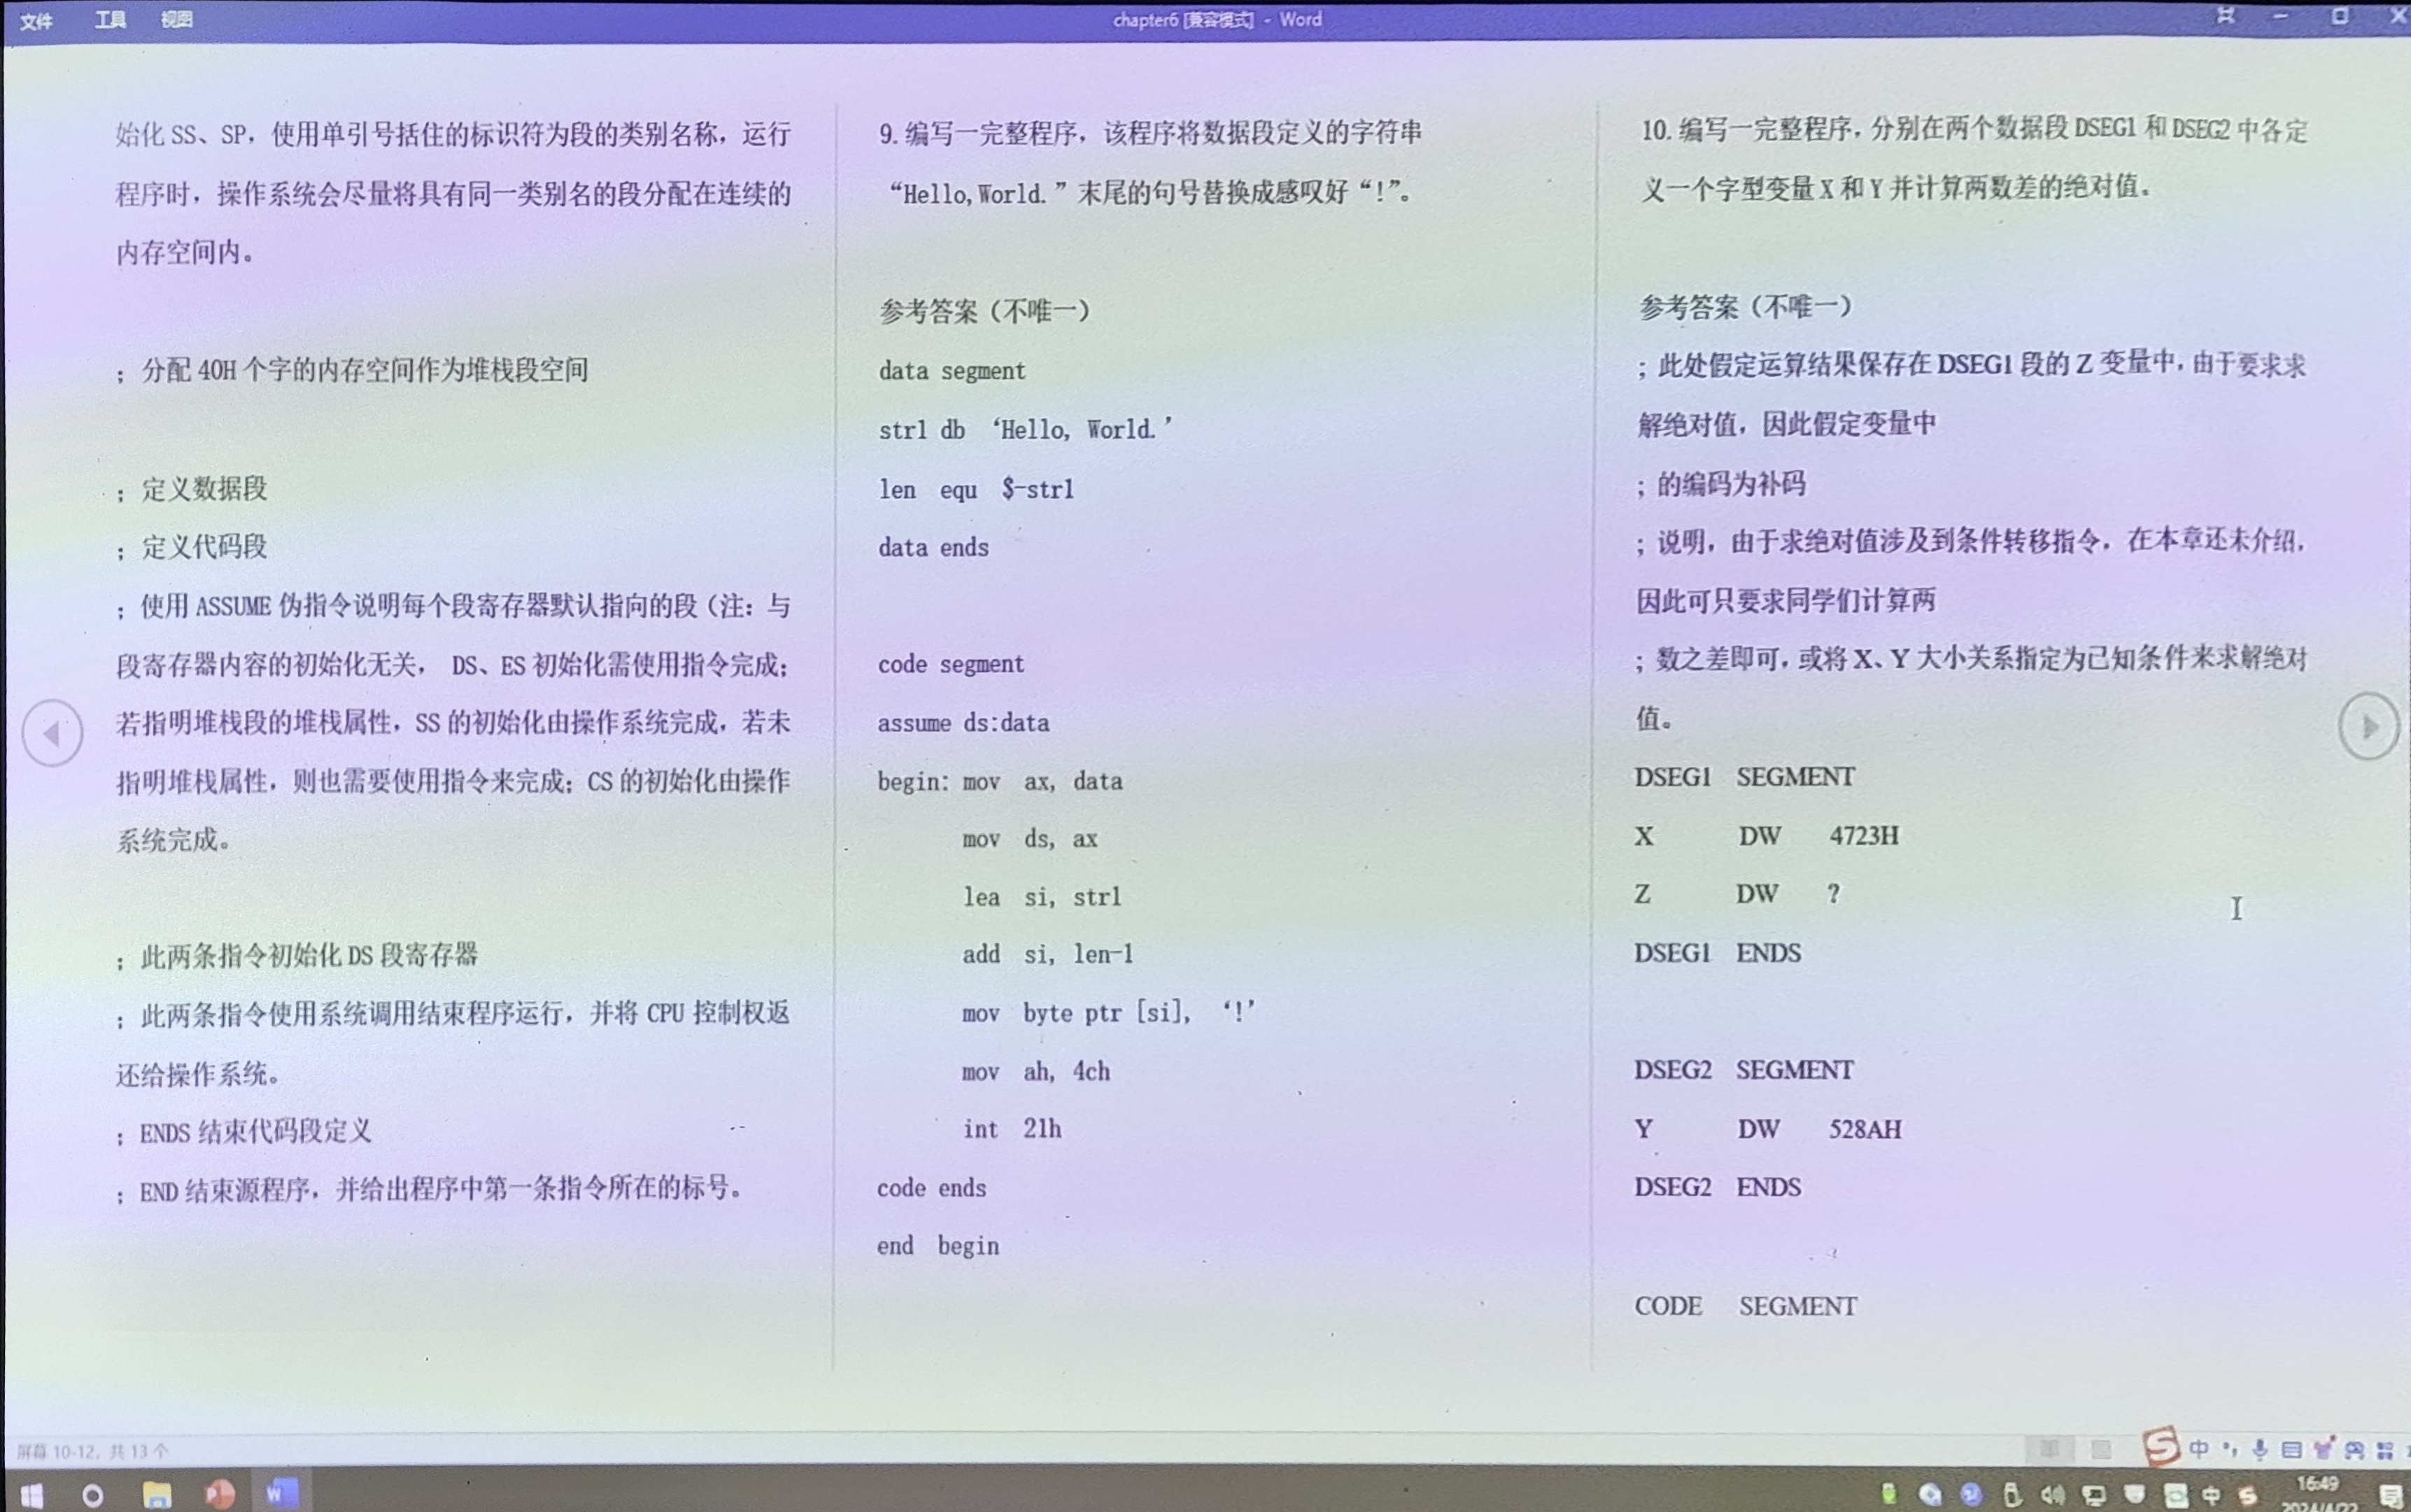 文件 工具 视图
chapter6 [兼容模式] - Word
始化 SS、SP，使用单引号括住的标识符为段的类别名称，运行
程序时，操作系统会尽量将具有同一类别名的段分配在连续的
内存空间内。
；分配 40H 个字的内存空间作为堆栈段空间
；定义数据段
；定义代码段
；使用 ASSUME 伪指令说明每个段寄存器默认指向的段（注：与
段寄存器内容的初始化无关， DS、ES 初始化需使用指令完成；
若指明堆栈段的堆栈属性，SS 的初始化由操作系统完成，若未
指明堆栈属性，则也需要使用指令来完成；CS 的初始化由操作
系统完成。
；此两条指令初始化 DS 段寄存器
；此两条指令使用系统调用结束程序运行，并将 CPU 控制权返
还给操作系统。
；ENDS 结束代码段定义
；END 结束源程序，并给出程序中第一条指令所在的标号。
9. 编写一完整程序，该程序将数据段定义的字符串
“Hello,World.”末尾的句号替换成感叹好“!”。
参考答案（不唯一）
data segment
str1 db ‘Hello, World.’
len equ $-str1
data ends
code segment
assume ds:data
begin: mov ax, data
mov ds, ax
lea si, str1
add si, len-1
mov byte ptr [si], ‘!’
mov ah, 4ch
int 21h
code ends
end begin
10. 编写一完整程序，分别在两个数据段 DSEG1 和 DSEG2 中各定
义一个字型变量 X 和 Y 并计算两数差的绝对值。
参考答案（不唯一）
；此处假定运算结果保存在 DSEG1 段的 Z 变量中，由于要求求
解绝对值，因此假定变量中
；的编码为补码
；说明，由于求绝对值涉及到条件转移指令，在本章还未介绍，
因此可只要求同学们计算两
；数之差即可，或将 X、Y 大小关系指定为已知条件来求解绝对
值。
DSEG1 SEGMENT
X DW 4723H
Z DW ?
DSEG1 ENDS
DSEG2 SEGMENT
Y DW 528AH
DSEG2 ENDS
CODE SEGMENT
屏幕 10-12，共 13 个
中
中
16:49
2024/4/22